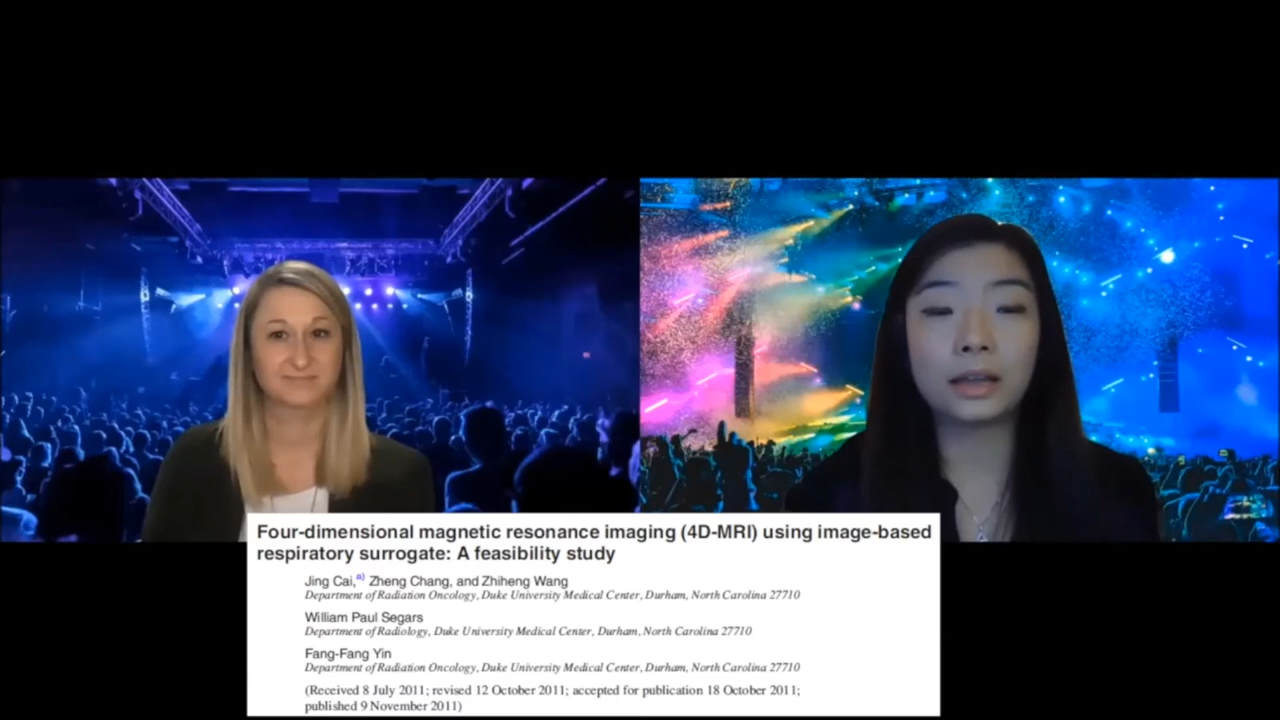 Four-dimensional magnetic resonance imaging (4D-MRI) using image-based
respiratory surrogate: A feasibility study
Jing Cai,a) Zheng Chang, and Zhiheng Wang
Department of Radiation Oncology, Duke University Medical Center, Durham, North Carolina 27710
William Paul Segars
Department of Radiology, Duke University Medical Center, Durham, North Carolina 27710
Fang-Fang Yin
Department of Radiation Oncology, Duke University Medical Center, Durham, North Carolina 27710
(Received 8 July 2011; revised 12 October 2011; accepted for publication 18 October 2011;
published 9 November 2011)